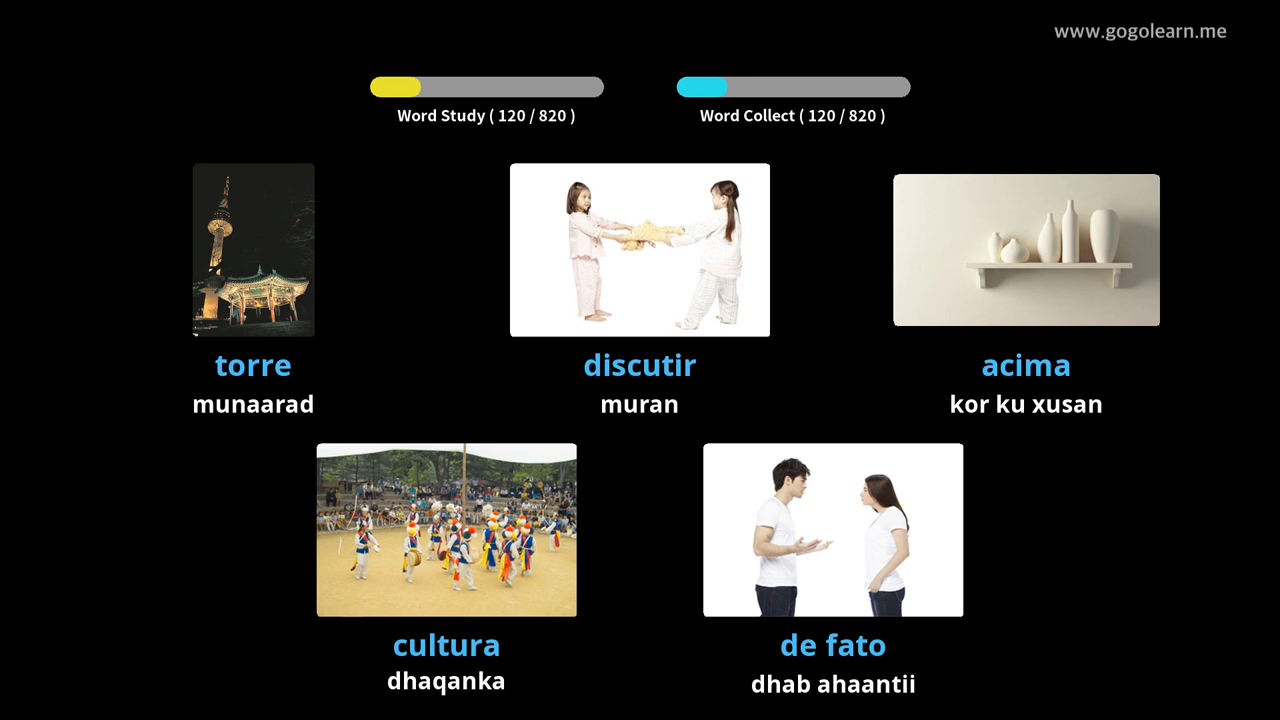 www.gogolearn.me
Word Study ( 120 / 820 )
Word Collect ( 120 / 820 )
torre
munaarad
discutir
muran
acima
kor ku xusan
cultura
dhaqanka
de fato
dhab ahaantii